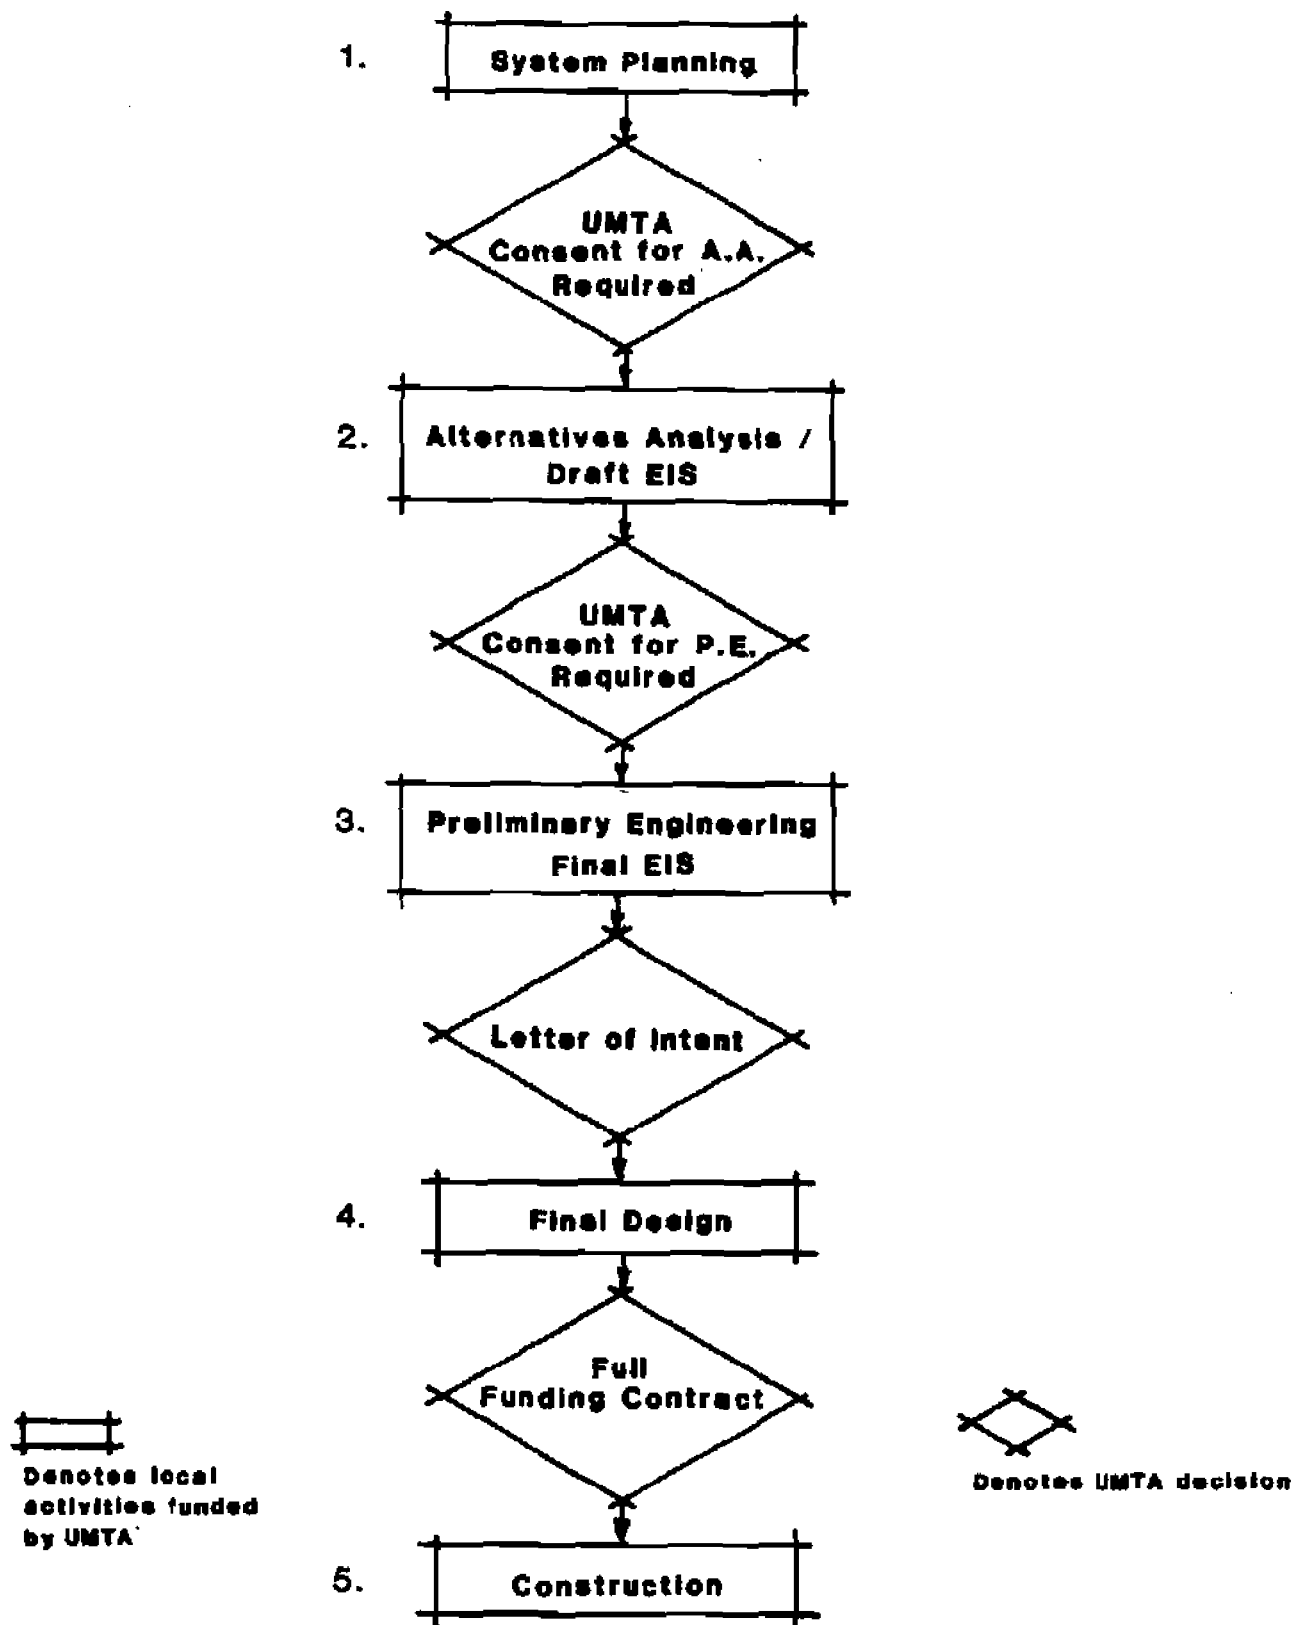 1.
System Planning
UMTA
Consent for A.A.
Required
2.
Alternatives Analysis /
Draft EIS
UMTA
Consent for P.E.
Required
3.
Preliminary Engineering
Final EIS
Letter of Intent
4.
Final Design
Full
Funding Contract
Denotes local
activities funded
by UMTA
Denotes UMTA decision
5.
Construction